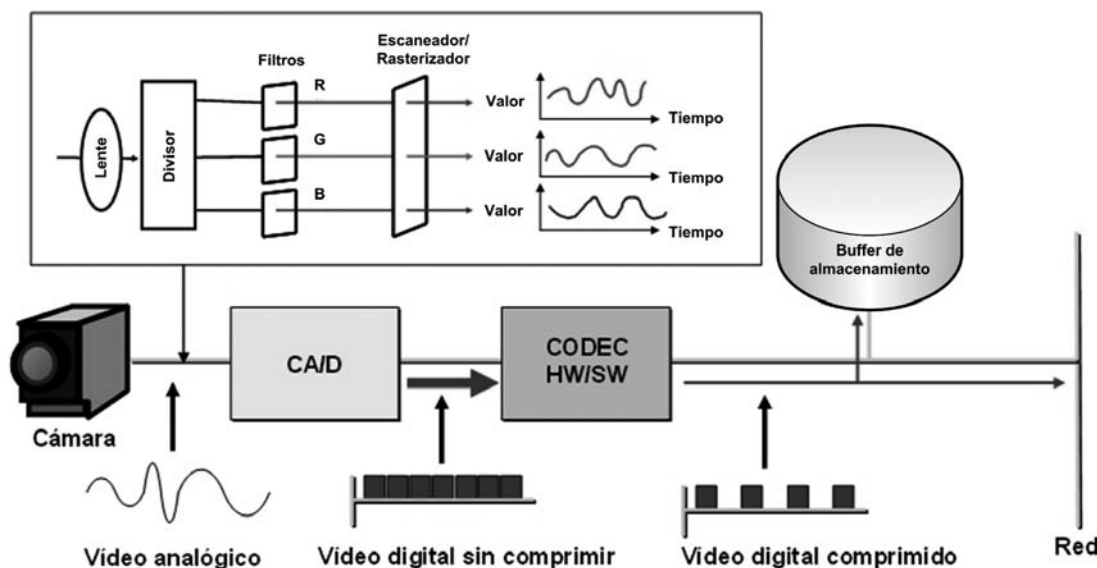 Escaneador/
Rasterizador
Filtros
R
Valor
Tiempo
Lente
Divisor
G
Valor
Tiempo
B
Valor
Tiempo
Buffer de
almacenamiento
CA/D
CODEC
HW/SW
Cámara
Vídeo analógico
Vídeo digital sin comprimir
Vídeo digital comprimido
Red